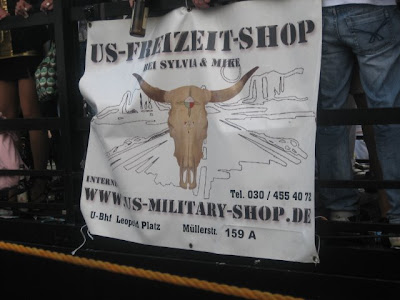 US-FREIZEIT-SHOP
BEI SYLVIA & MIKE
Tel. 030 / 455 40 72
WWW.US-MILITARY-SHOP.DE
U-Bhf Leopold Platz Müllerstr. 159 A